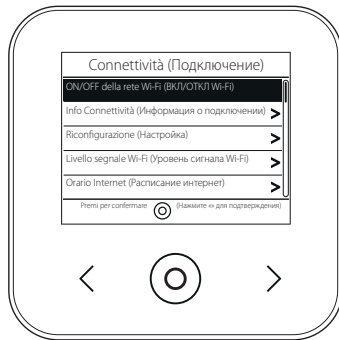 Connettività (Подключение)
ON/OFF della rete Wi-Fi (ВКЛ/ОТКЛ Wi-Fi)
Info Connettività (Информация о подключении)
Riconfigurazione (Настройка)
Livello segnale Wi-Fi (Уровень сигнала Wi-Fi)
Orario Internet (Расписание интернет)
Premi per confermare (Нажмите ‹› для подтверждения)